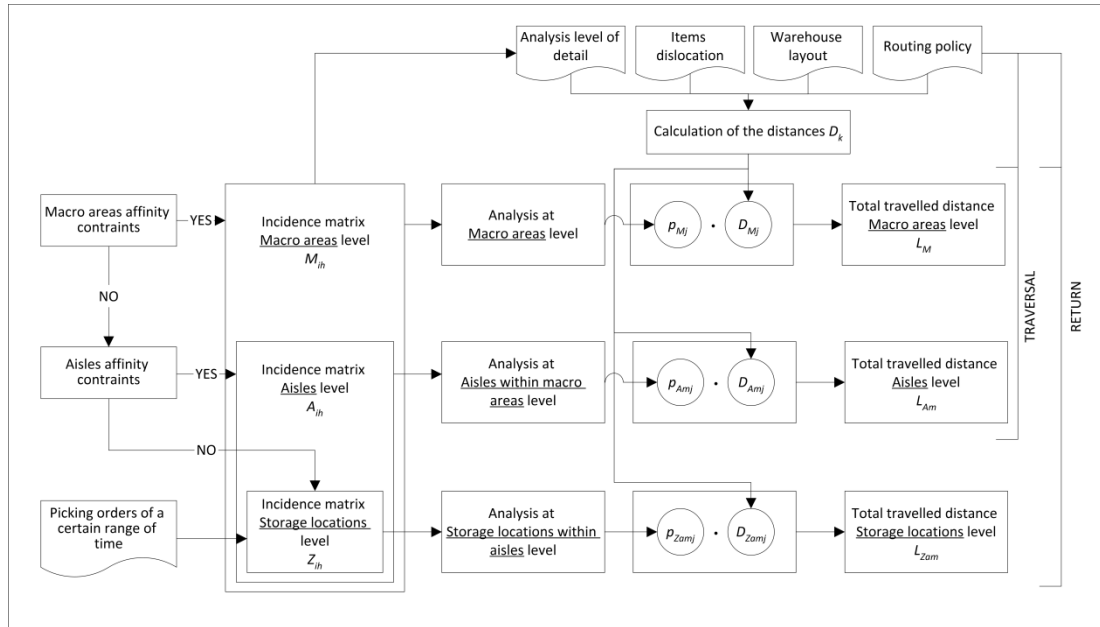 Analysis level of
detail
Items
dislocation
Warehouse
layout
Routing policy
Calculation of the distances Dk
Macro areas affinity
contraints
YES
Incidence matrix
Macro areas level
Mih
Analysis at
Macro areas level
pMj · DMj
Total travelled distance
Macro areas level
LM
NO
Aisles affinity
contraints
YES
Incidence matrix
Aisles level
Aih
Analysis at
Aisles within macro
areas level
pAmj · DAmj
Total travelled distance
Aisles level
LAm
TRAVERSAL
RETURN
NO
Picking orders of a
certain range of
time
Incidence matrix
Storage locations
level
Zih
Analysis at
Storage locations within
aisles level
pZamj · DZamj
Total travelled distance
Storage locations level
LZam